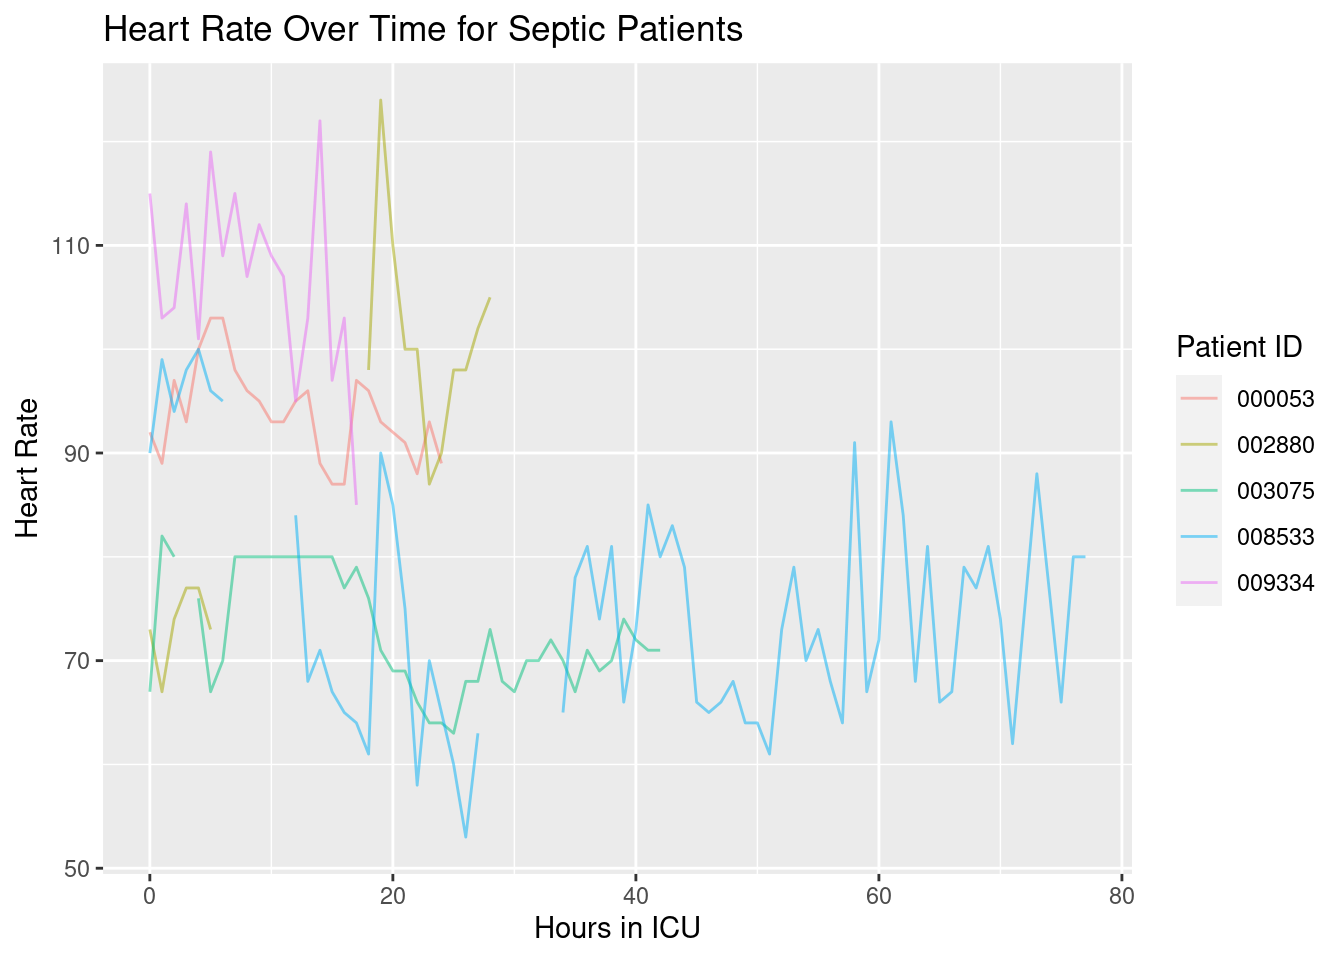 Heart Rate Over Time for Septic Patients
110
90
70
50
Heart Rate
0 20 40 60 80
Hours in ICU
Patient ID
000053
002880
003075
008533
009334